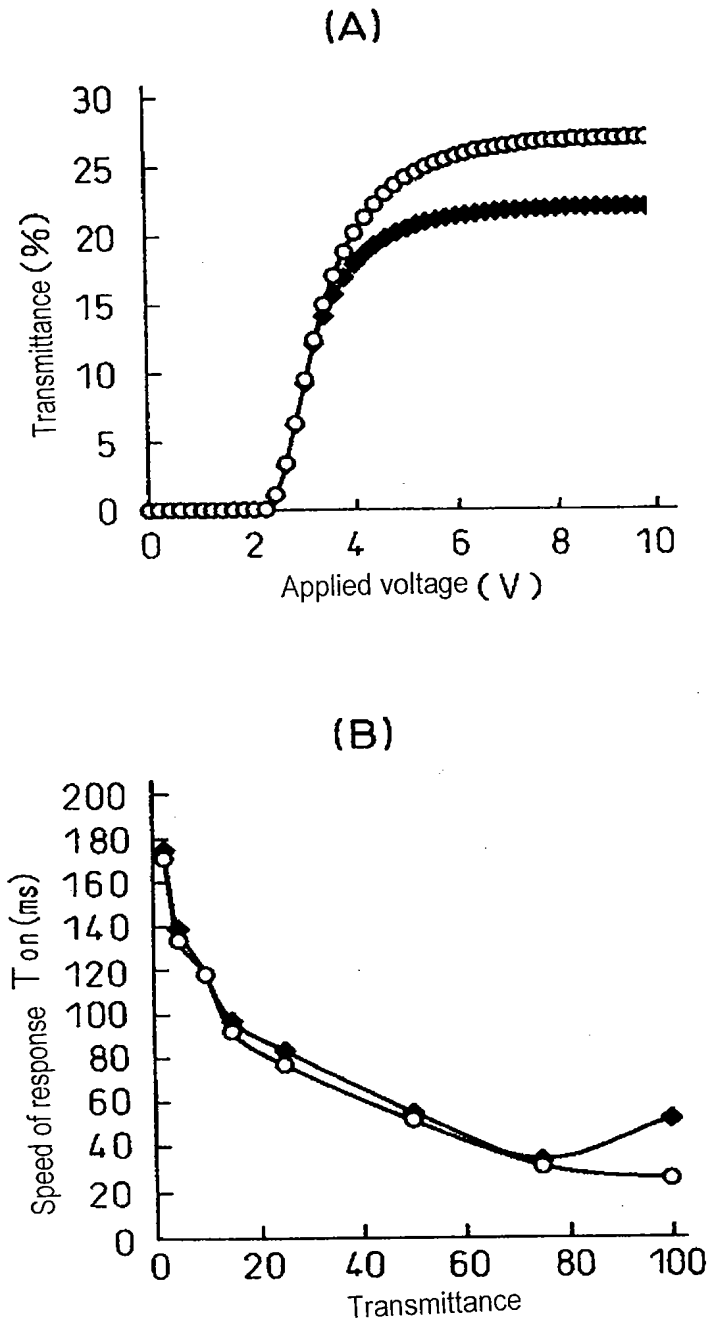 (A)
30
25
20
15
10
5
0
Transmittance (%)
0 2 4 6 8 10
Applied voltage (V)
(B)
200
180
160
140
120
100
80
60
40
20
0
Speed of response T on (ms)
0 20 40 60 80 100
Transmittance